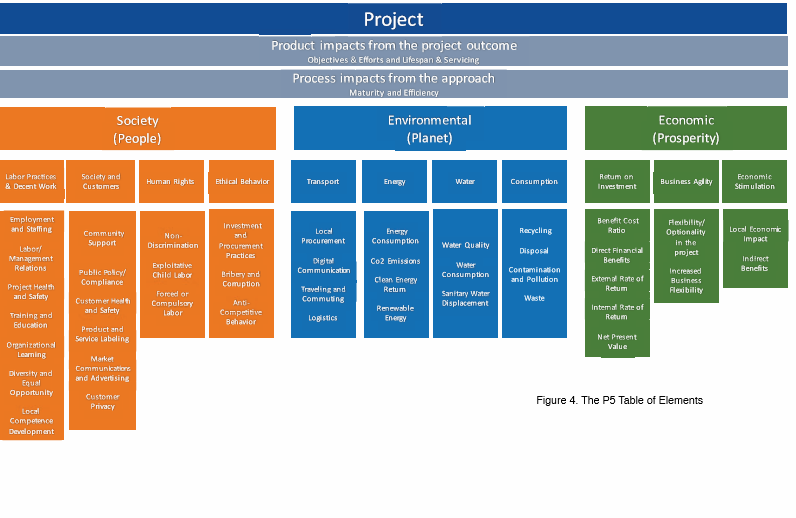 Project
Product impacts from the project outcome
Objectives & Efforts and Lifespan & Servicing
Process impacts from the approach
Maturity and Efficiency
Society
(People)
Environmental
(Planet)
Economic
(Prosperity)
Labor Practices
& Decent Work
Society and
Customers
Human Rights
Ethical Behavior
Transport
Energy
Water
Consumption
Return on
Investment
Business Agility
Economic
Stimulation
Employment
and Staffing
Labor/
Management
Relations
Project Health
and Safety
Training and
Education
Organizational
Learning
Diversity and
Equal
Opportunity
Local
Competence
Development
Community
Support
Public Policy/
Compliance
Customer Health
and Safety
Product and
Service Labeling
Market
Communications
and Advertising
Customer
Privacy
Non-
Discrimination
Exploitative
Child Labor
Forced or
Compulsory
Labor
Investment
and
Procurement
Practices
Bribery and
Corruption
Anti-
Competitive
Behavior
Local
Procurement
Digital
Communication
Traveling and
Commuting
Logistics
Energy
Consumption
Co2 Emissions
Clean Energy
Return
Renewable
Energy
Water Quality
Water
Consumption
Sanitary Water
Displacement
Recycling
Disposal
Contamination
and Pollution
Waste
Benefit Cost
Ratio
Direct Financial
Benefits
External Rate of
Return
Internal Rate of
Return
Net Present
Value
Flexibility/
Optionality
in the
project
Increased
Business
Flexibility
Local Economic
Impact
Indirect
Benefits
Figure 4. The P5 Table of Elements